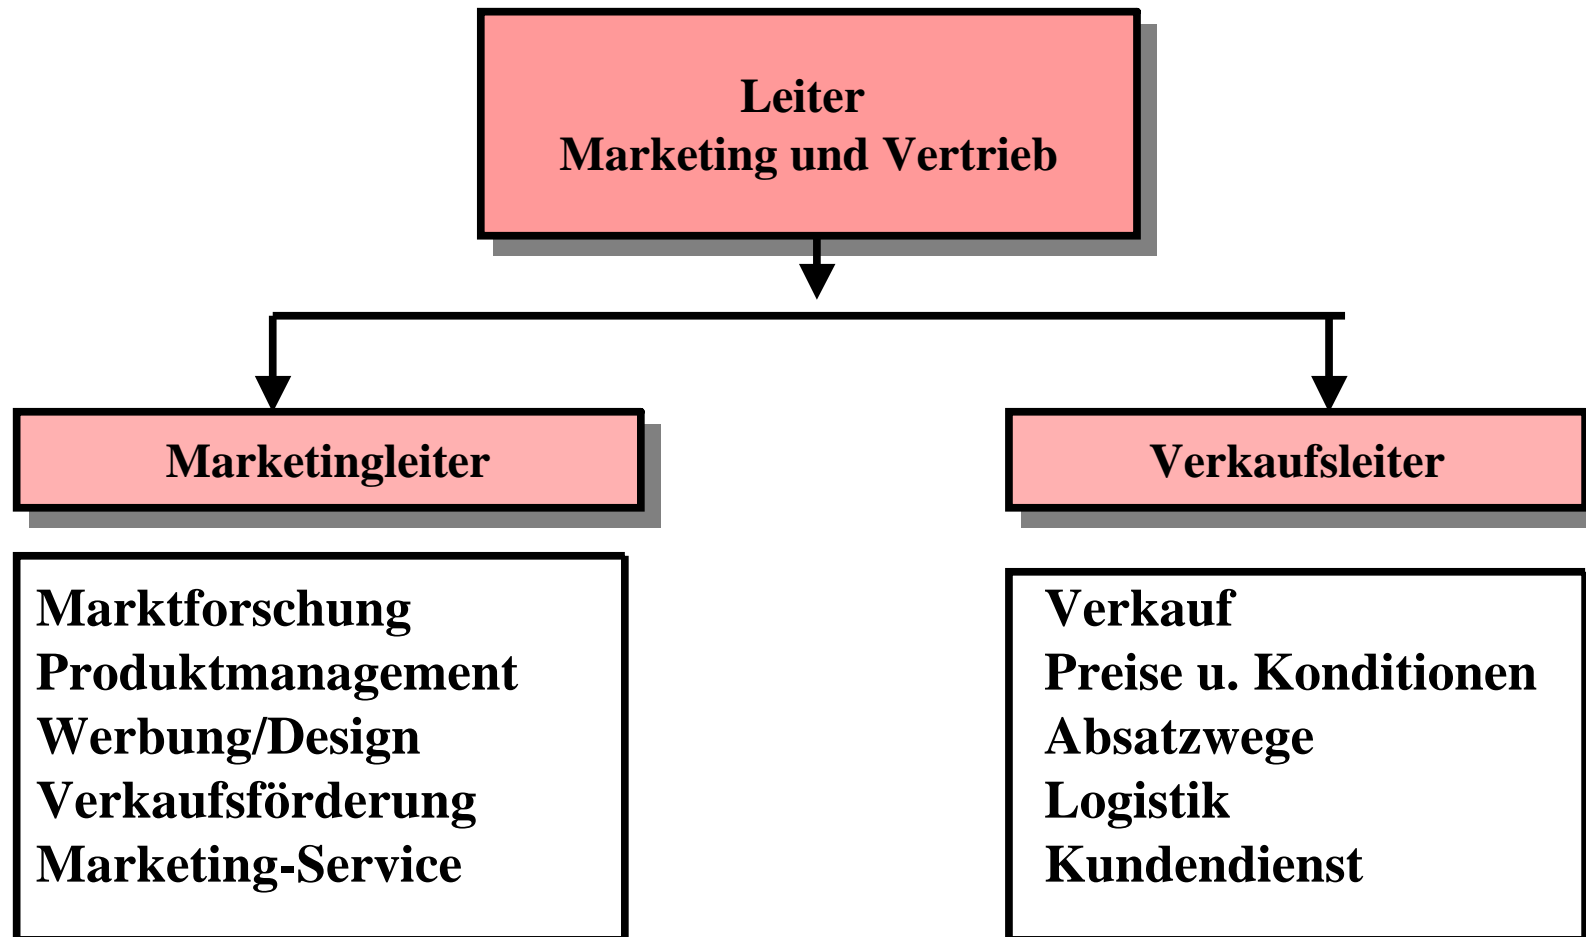 Leiter
Marketing und Vertrieb
Marketingleiter
Verkaufsleiter
Marktforschung
Produktmanagement
Werbung/Design
Verkaufsförderung
Marketing-Service
Verkauf
Preise u. Konditionen
Absatzwege
Logistik
Kundendienst